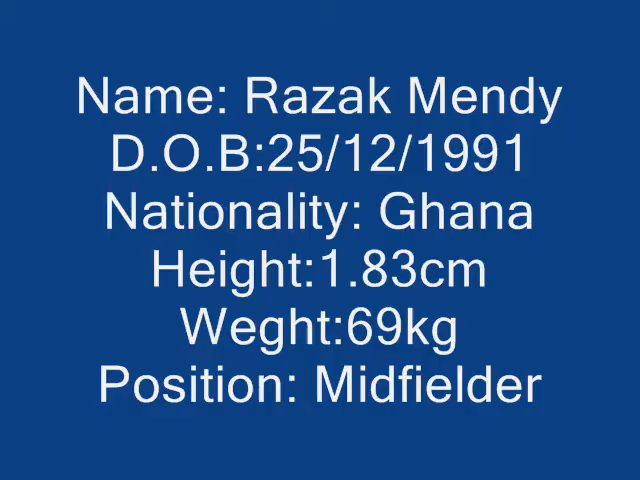 Name: Razak Mendy
D.O.B:25/12/1991
Nationality: Ghana
Height:1.83cm
Weght:69kg
Position: Midfielder